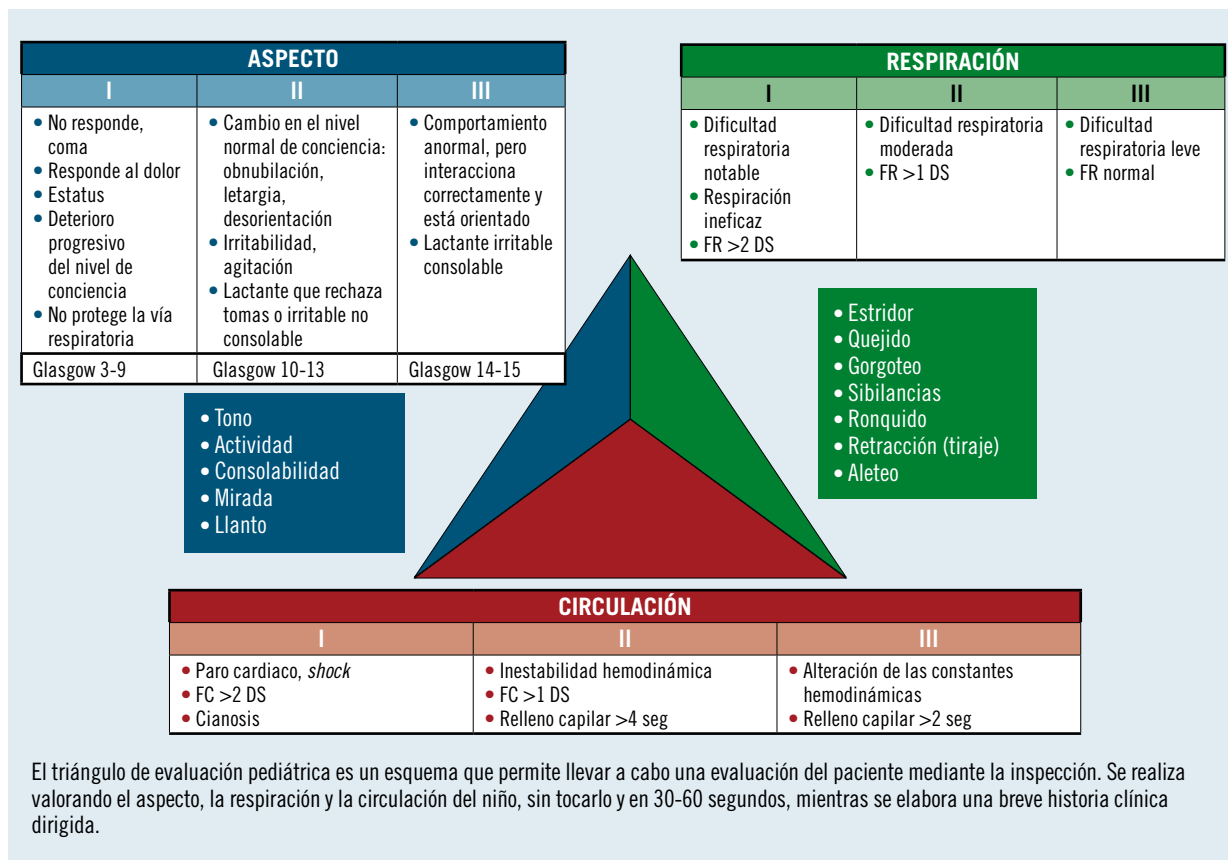 ASPECTO
I
II
III
• No responde,
coma
• Responde al dolor
• Estatus
• Deterioro
progresivo
del nivel de
conciencia
• No protege la vía
respiratoria
• Cambio en el nivel
normal de conciencia:
obnubilación,
letargia,
desorientación
• Irritabilidad,
agitación
• Lactante que rechaza
tomas o irritable no
consolable
• Comportamiento
anormal, pero
interacciona
correctamente y
está orientado
• Lactante irritable
consolable
Glasgow 3-9
Glasgow 10-13
Glasgow 14-15
• Tono
• Actividad
• Consolabilidad
• Mirada
• Llanto
RESPIRACIÓN
I
II
III
• Dificultad
respiratoria
notable
• Respiración
ineficaz
• FR >2 DS
• Dificultad respiratoria
moderada
• FR >1 DS
• Dificultad
respiratoria leve
• FR normal
• Estridor
• Quejido
• Gorgoteo
• Sibilancias
• Ronquido
• Retracción (tiraje)
• Aleteo
CIRCULACIÓN
I
II
III
• Paro cardiaco, shock
• FC >2 DS
• Cianosis
• Inestabilidad hemodinámica
• FC >1 DS
• Relleno capilar >4 seg
• Alteración de las constantes
hemodinámicas
• Relleno capilar >2 seg
El triángulo de evaluación pediátrica es un esquema que permite llevar a cabo una evaluación del paciente mediante la inspección. Se realiza
valorando el aspecto, la respiración y la circulación del niño, sin tocarlo y en 30-60 segundos, mientras se elabora una breve historia clínica
dirigida.